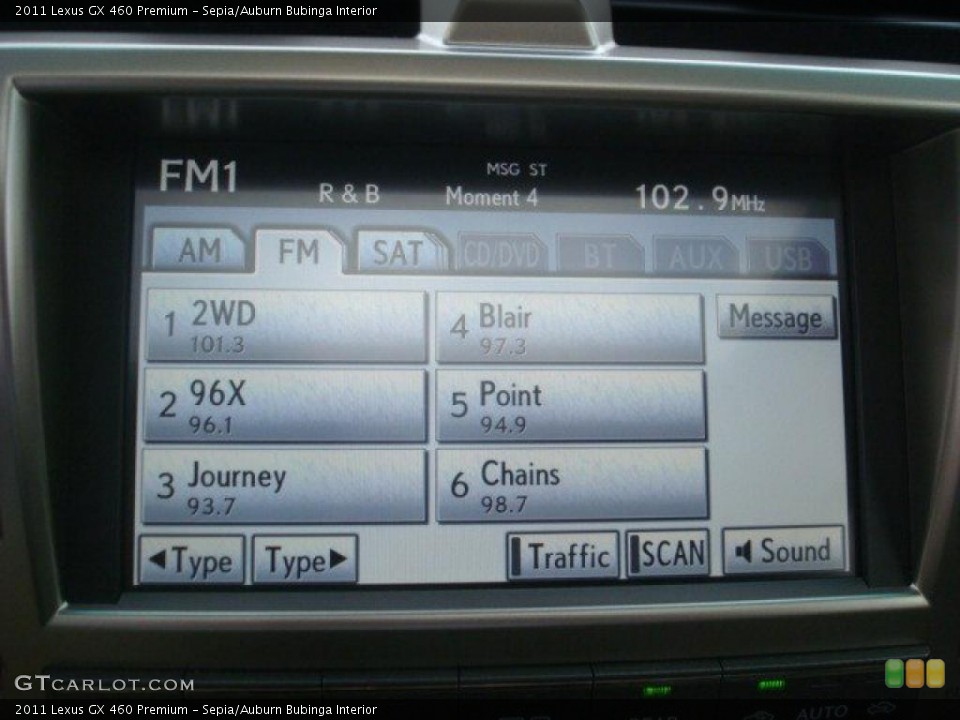 2011 Lexus GX 460 Premium - Sepia/Auburn Bubinga Interior
FM1
MSG ST
R & B Moment 4 102.9MHz
AM FM SAT CD/DVD BT AUX USB
1 2WD 101.3
4 Blair 97.3
Message
2 96X 96.1
5 Point 94.9
3 Journey 93.7
6 Chains 98.7
◀Type Type▶ Traffic SCAN Sound
GTCARLOT.COM
AUTO
2011 Lexus GX 460 Premium - Sepia/Auburn Bubinga Interior